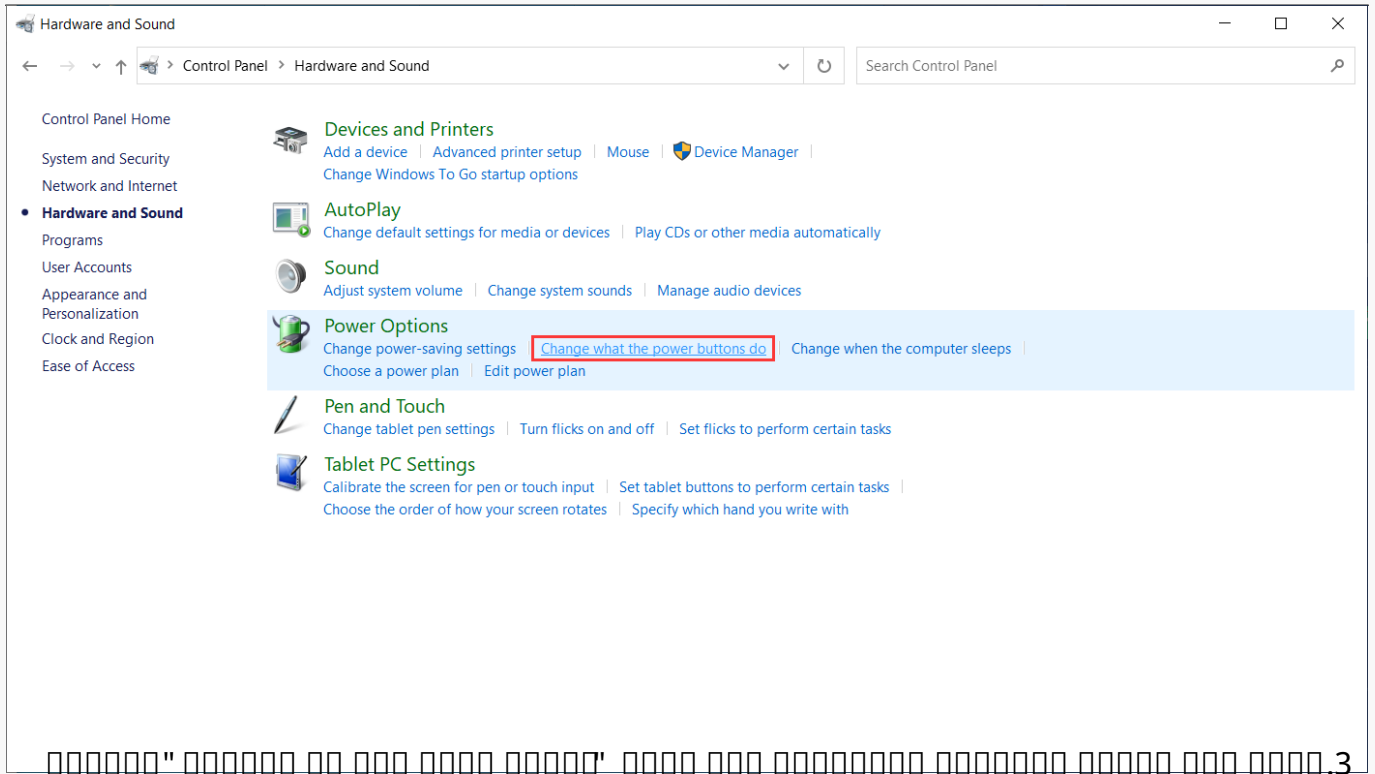 Hardware and Sound
Control Panel > Hardware and Sound
Search Control Panel
Control Panel Home
System and Security
Network and Internet
Hardware and Sound
Programs
User Accounts
Appearance and
Personalization
Clock and Region
Ease of Access
Devices and Printers
Add a device | Advanced printer setup | Mouse | Device Manager |
Change Windows To Go startup options
AutoPlay
Change default settings for media or devices | Play CDs or other media automatically
Sound
Adjust system volume | Change system sounds | Manage audio devices
Power Options
Change power-saving settings | Change what the power buttons do | Change when the computer sleeps |
Choose a power plan | Edit power plan
Pen and Touch
Change tablet pen settings | Turn flicks on and off | Set flicks to perform certain tasks
Tablet PC Settings
Calibrate the screen for pen or touch input | Set tablet buttons to perform certain tasks |
Choose the order of how your screen rotates | Specify which hand you write with
.3